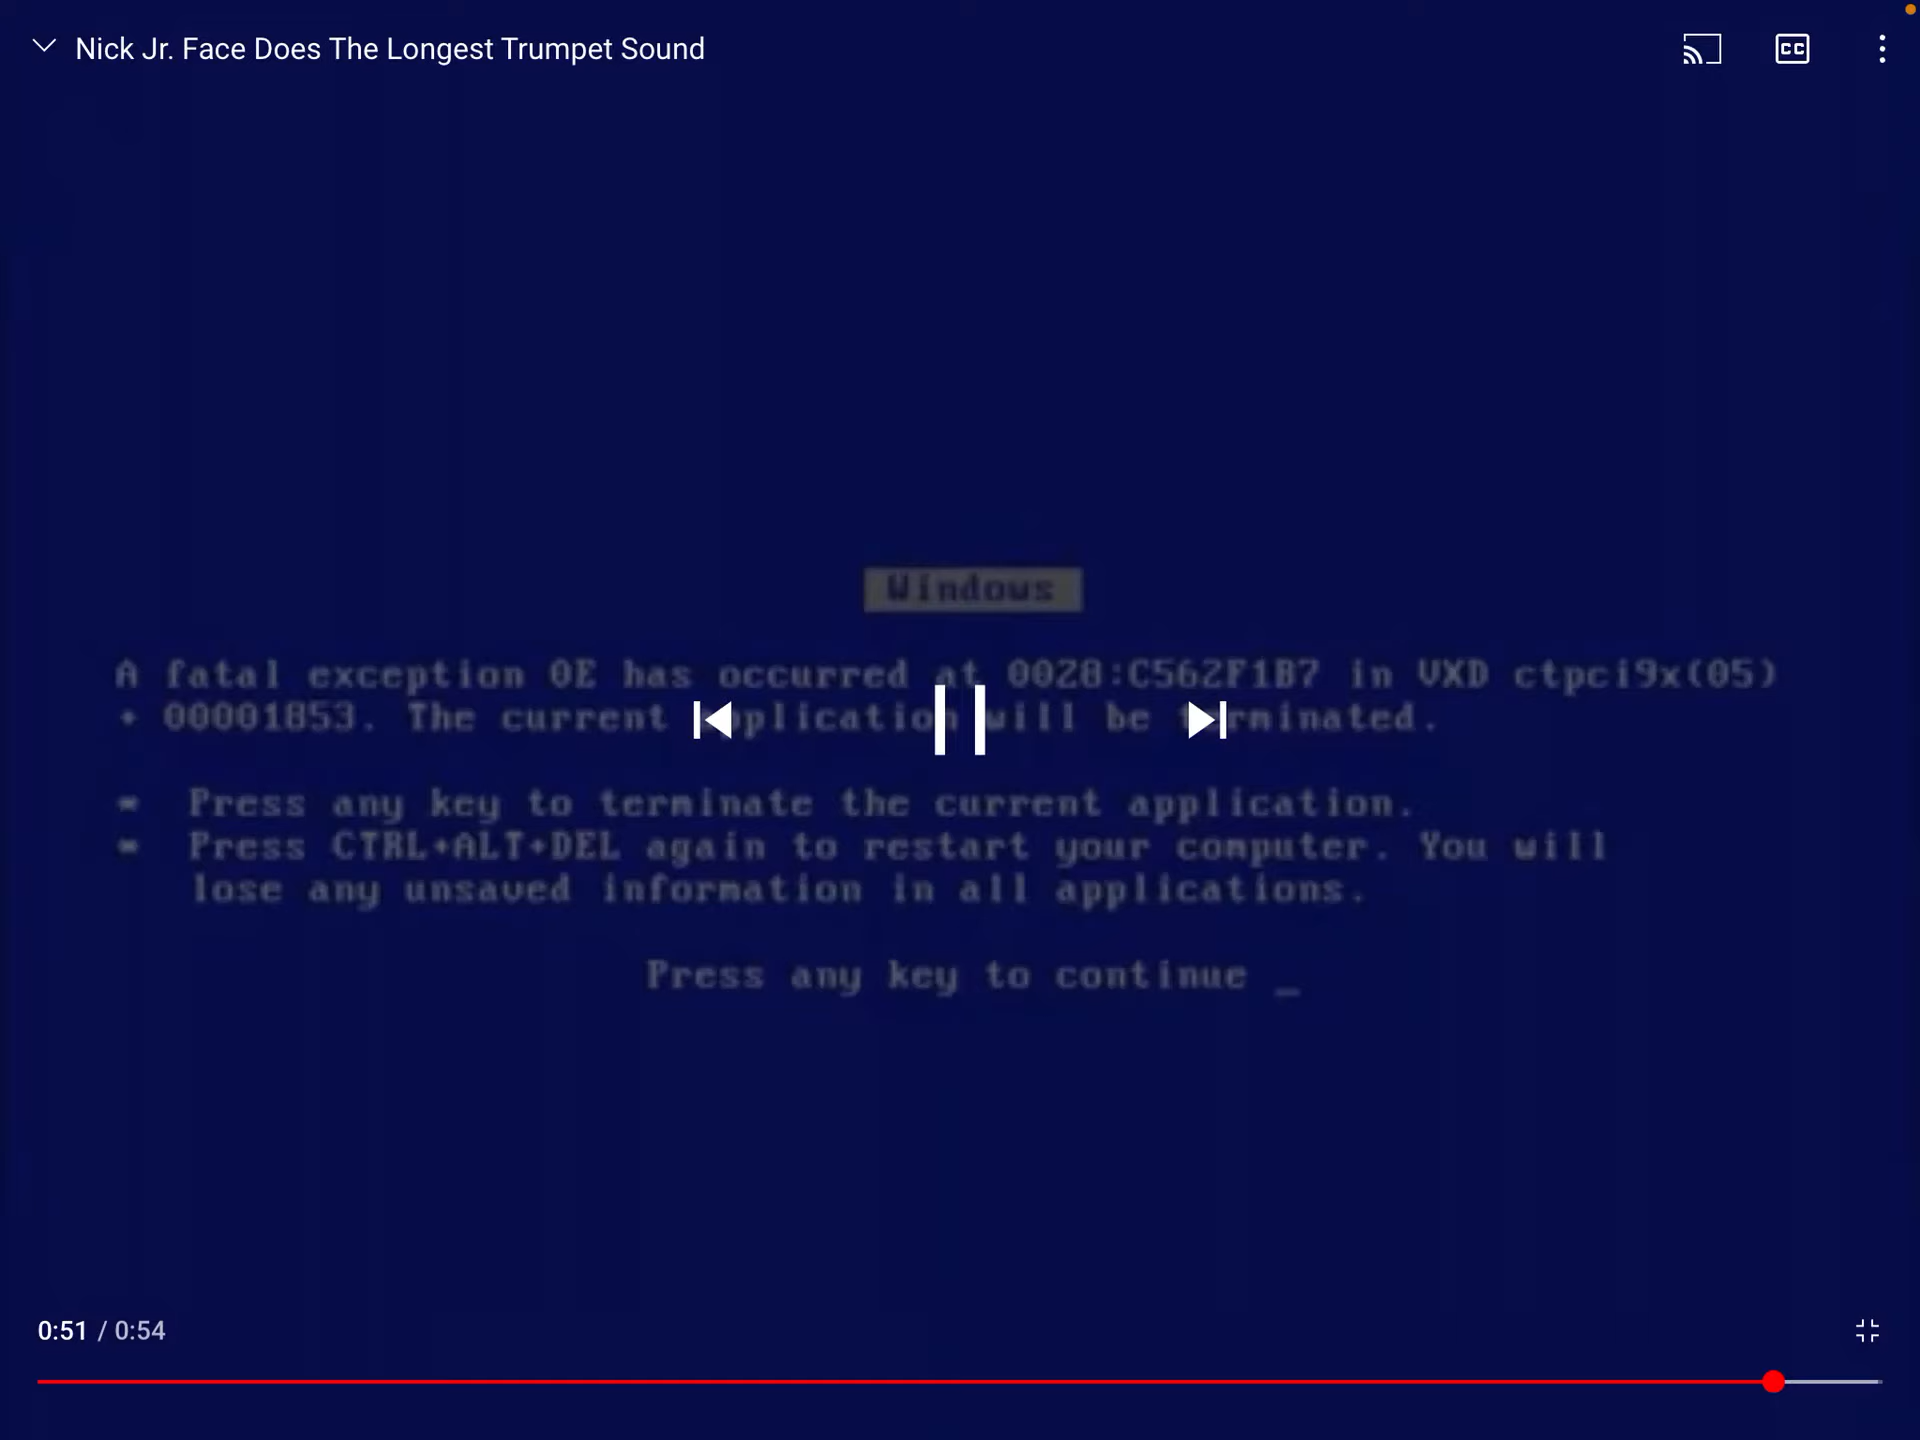 Nick Jr. Face Does The Longest Trumpet Sound
CC
Windows
A fatal exception 0E has occurred at 0028:C562F1B7 in VXD ctpci9x(05)
+ 00001853. The current application will be terminated.
* Press any key to terminate the current application.
* Press CTRL+ALT+DEL again to restart your computer. You will
lose any unsaved information in all applications.
Press any key to continue _
0:51 / 0:54